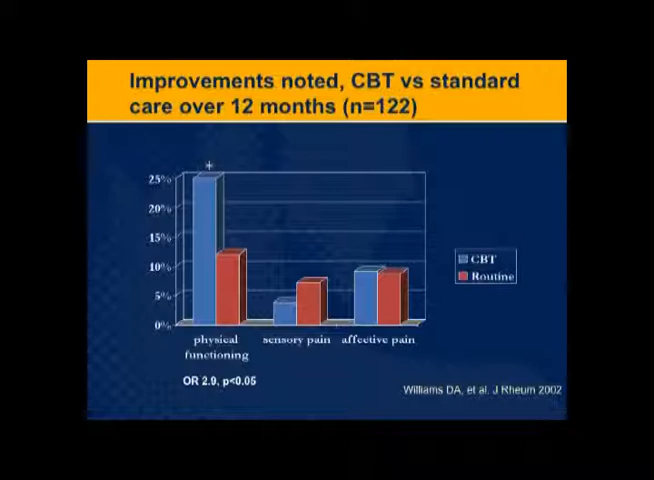 Improvements noted, CBT vs standard
care over 12 months (n=122)
*
25%
20%
15%
10%
5%
0%
CBT
Routine
physical
functioning
sensory pain
affective pain
OR 2.9, p<0.05
Williams DA, et al. J Rheum 2002